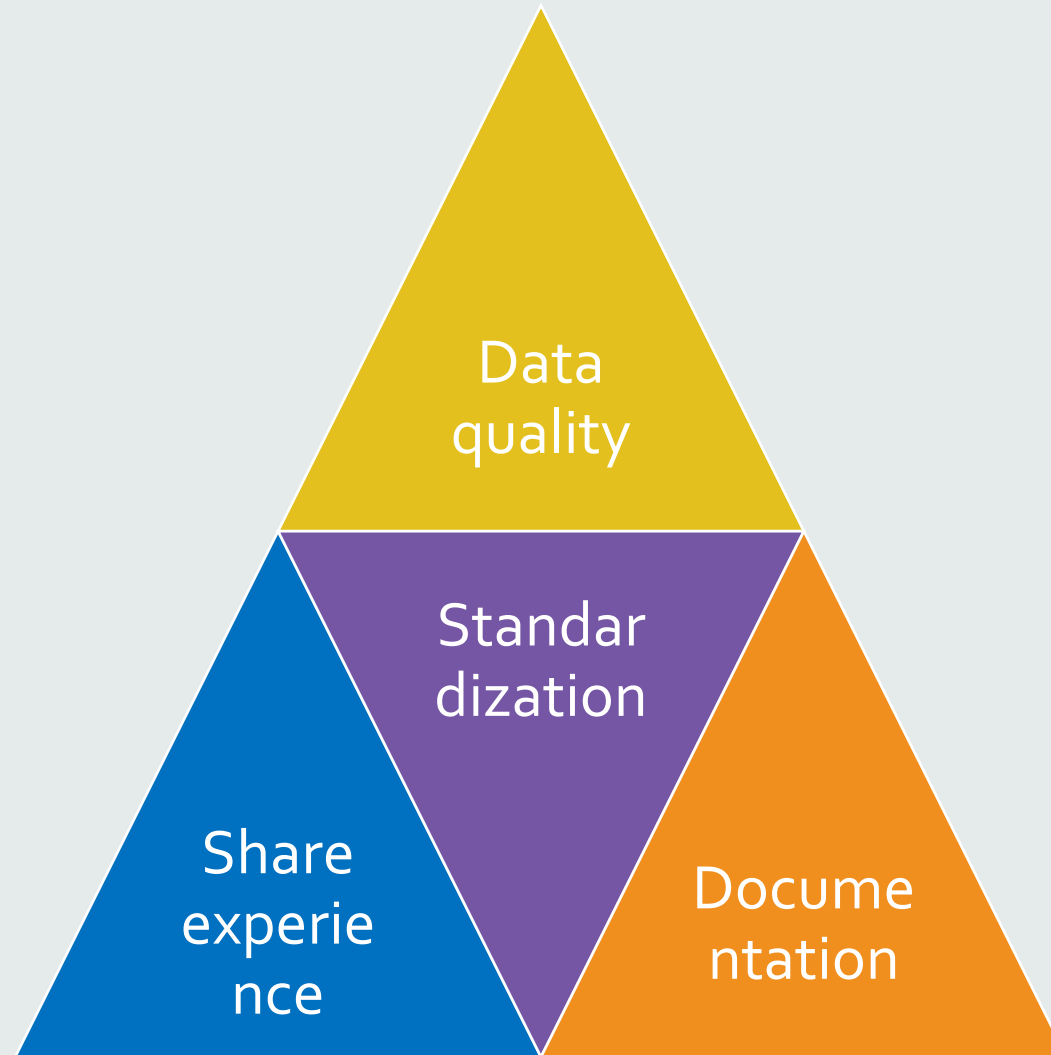 Data
quality
Standar
dization
Share
experie
nce
Docume
ntation